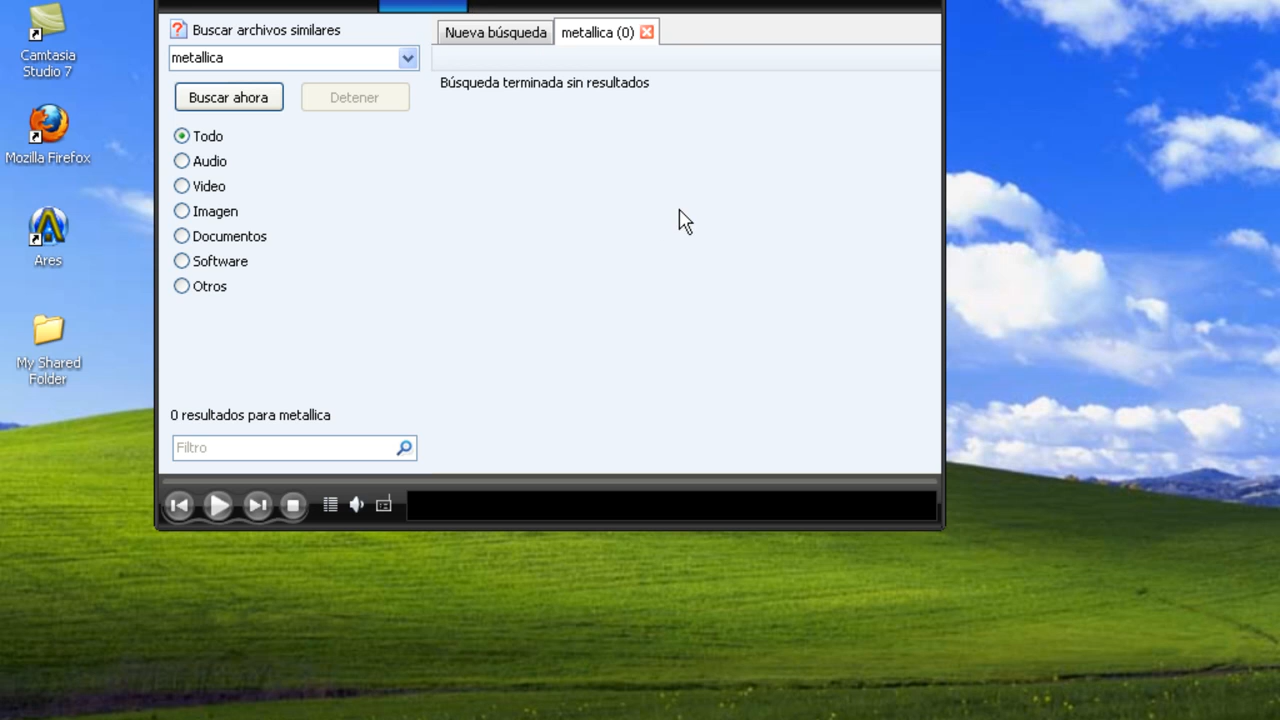 Camtasia
Studio 7
Mozilla Firefox
Ares
My Shared
Folder
Buscar archivos similares
metallica
Buscar ahora
Detener
Todo
Audio
Video
Imagen
Documentos
Software
Otros
0 resultados para metallica
Filtro
Nueva búsqueda
metallica (0)
Búsqueda terminada sin resultados